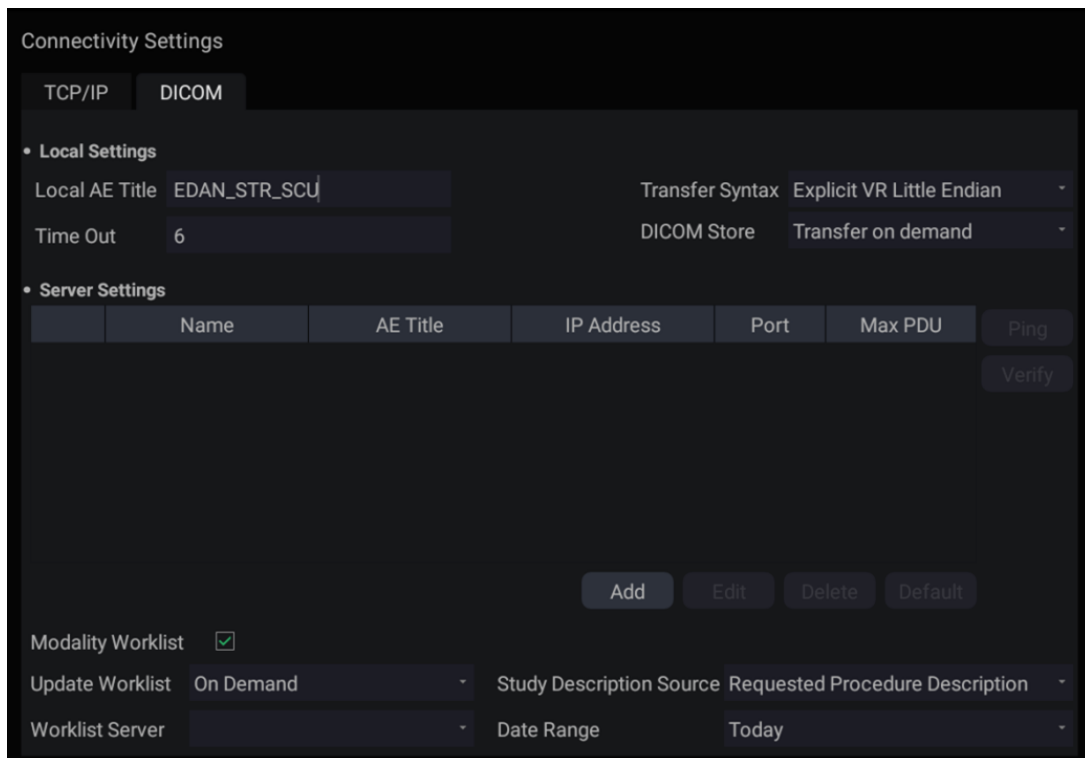 Connectivity Settings
TCP/IP DICOM
• Local Settings
Local AE Title EDAN_STR_SCU Transfer Syntax Explicit VR Little Endian
Time Out 6 DICOM Store Transfer on demand
• Server Settings
Name AE Title IP Address Port Max PDU Ping
Verify
Add Edit Delete Default
Modality Worklist
Update Worklist On Demand Study Description Source Requested Procedure Description
Worklist Server Date Range Today